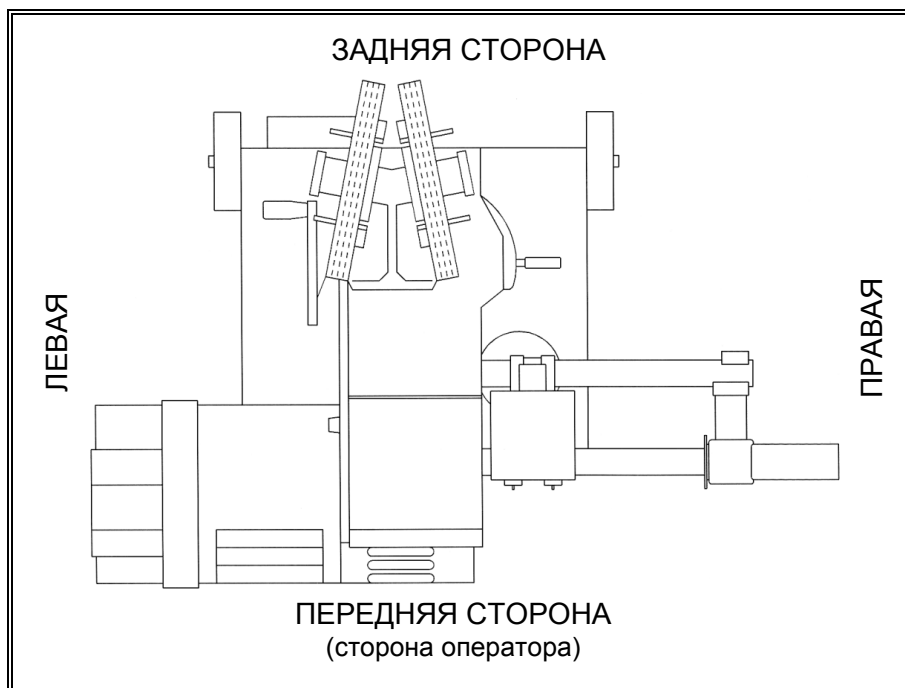 ЗАДНЯЯ СТОРОНА
ЛЕВАЯ
ПРАВАЯ
ПЕРЕДНЯЯ СТОРОНА
(сторона оператора)